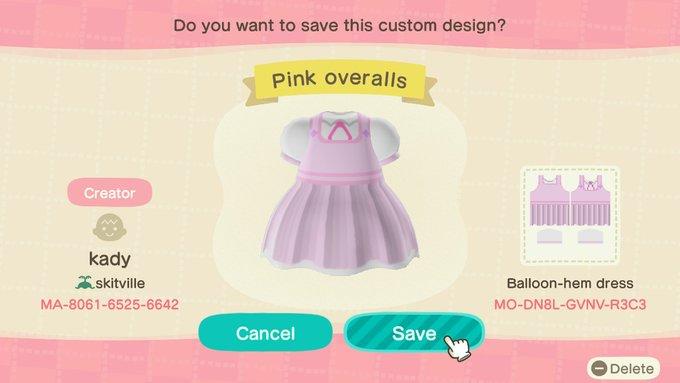 Do you want to save this custom design?
Pink overalls
Creator
kady
skitville
MA-8061-6525-6642
Balloon-hem dress
MO-DN8L-GVNV-R3C3
Cancel
Save
Delete